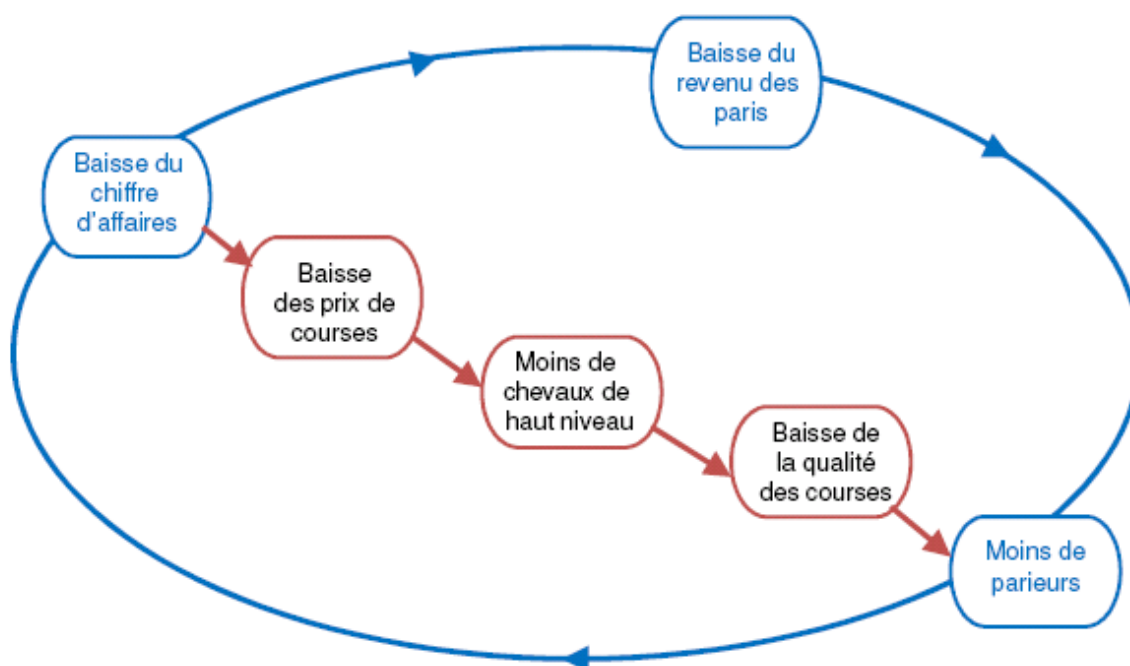 Baisse du
revenu des
paris
Baisse du
chiffre
d'affaires
Baisse
des prix de
courses
Moins de
chevaux de
haut niveau
Baisse de
la qualité
des courses
Moins de
parieurs